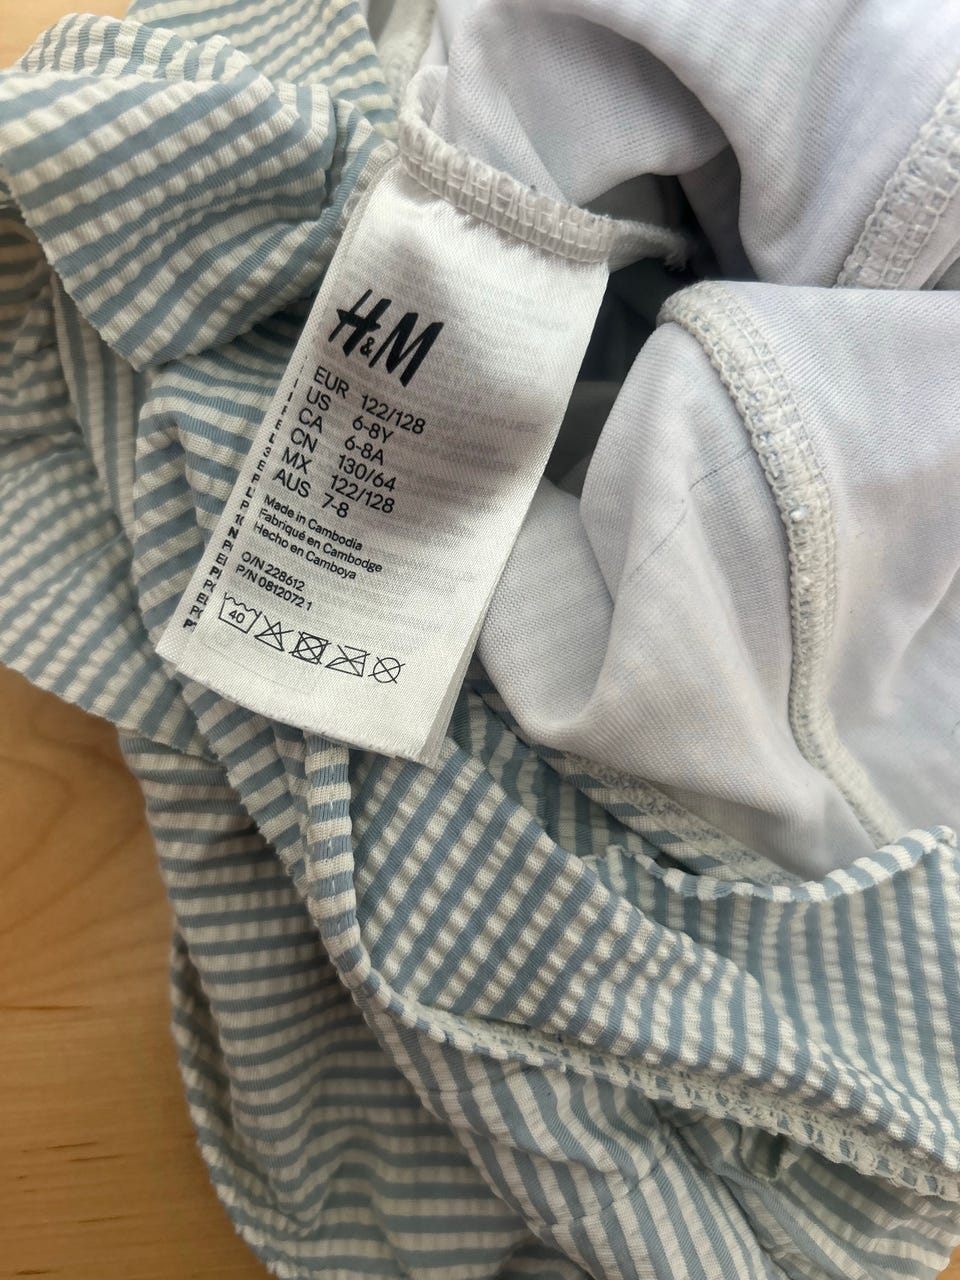 H&M
EUR 122/128
US 6-8Y
CA 6-8A
CN 130/64
MX 122/128
AUS 7-8
Made in Cambodia
Fabriqué en Cambodge
Hecho en Camboya
O/N 228612
P/N 0812072 1
40